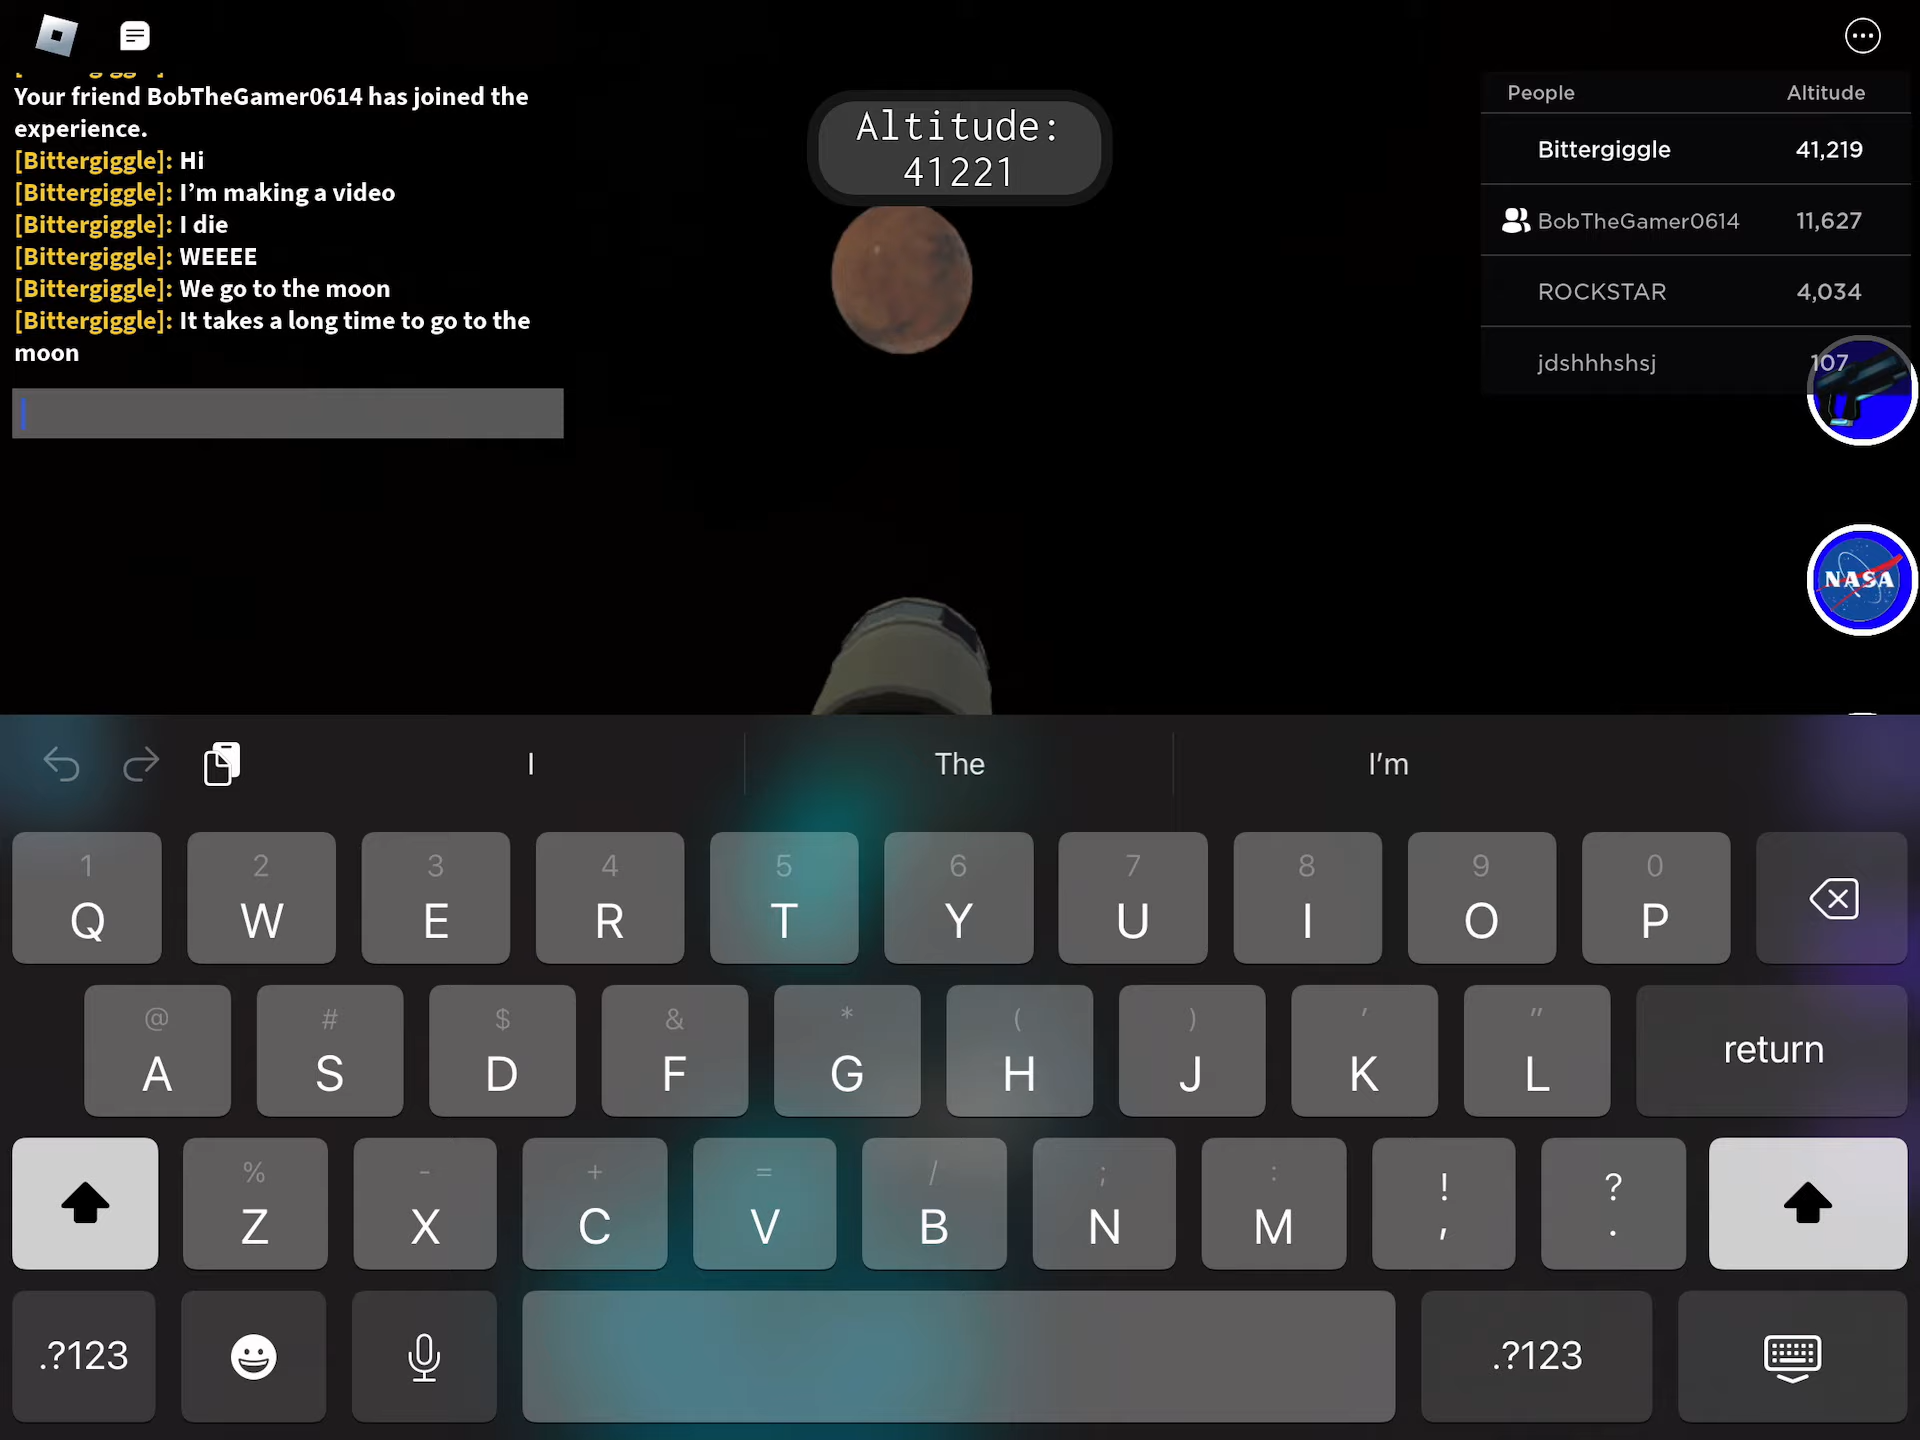 Your friend BobTheGamer0614 has joined the
experience.
[Bittergiggle]: Hi
[Bittergiggle]: I’m making a video
[Bittergiggle]: I die
[Bittergiggle]: WEEEE
[Bittergiggle]: We go to the moon
[Bittergiggle]: It takes a long time to go to the
moon
Altitude:
41221
People Altitude
Bittergiggle 41,219
BobTheGamer0614 11,627
ROCKSTAR 4,034
jdshhhshsj 107
NASA
I The I’m
1 2 3 4 5 6 7 8 9 0
Q W E R T Y U I O P
@ # $ & * ( ) ' "
A S D F G H J K L return
% - + = / ; : ! ?
Z X C V B N M , .
.?123 .?123